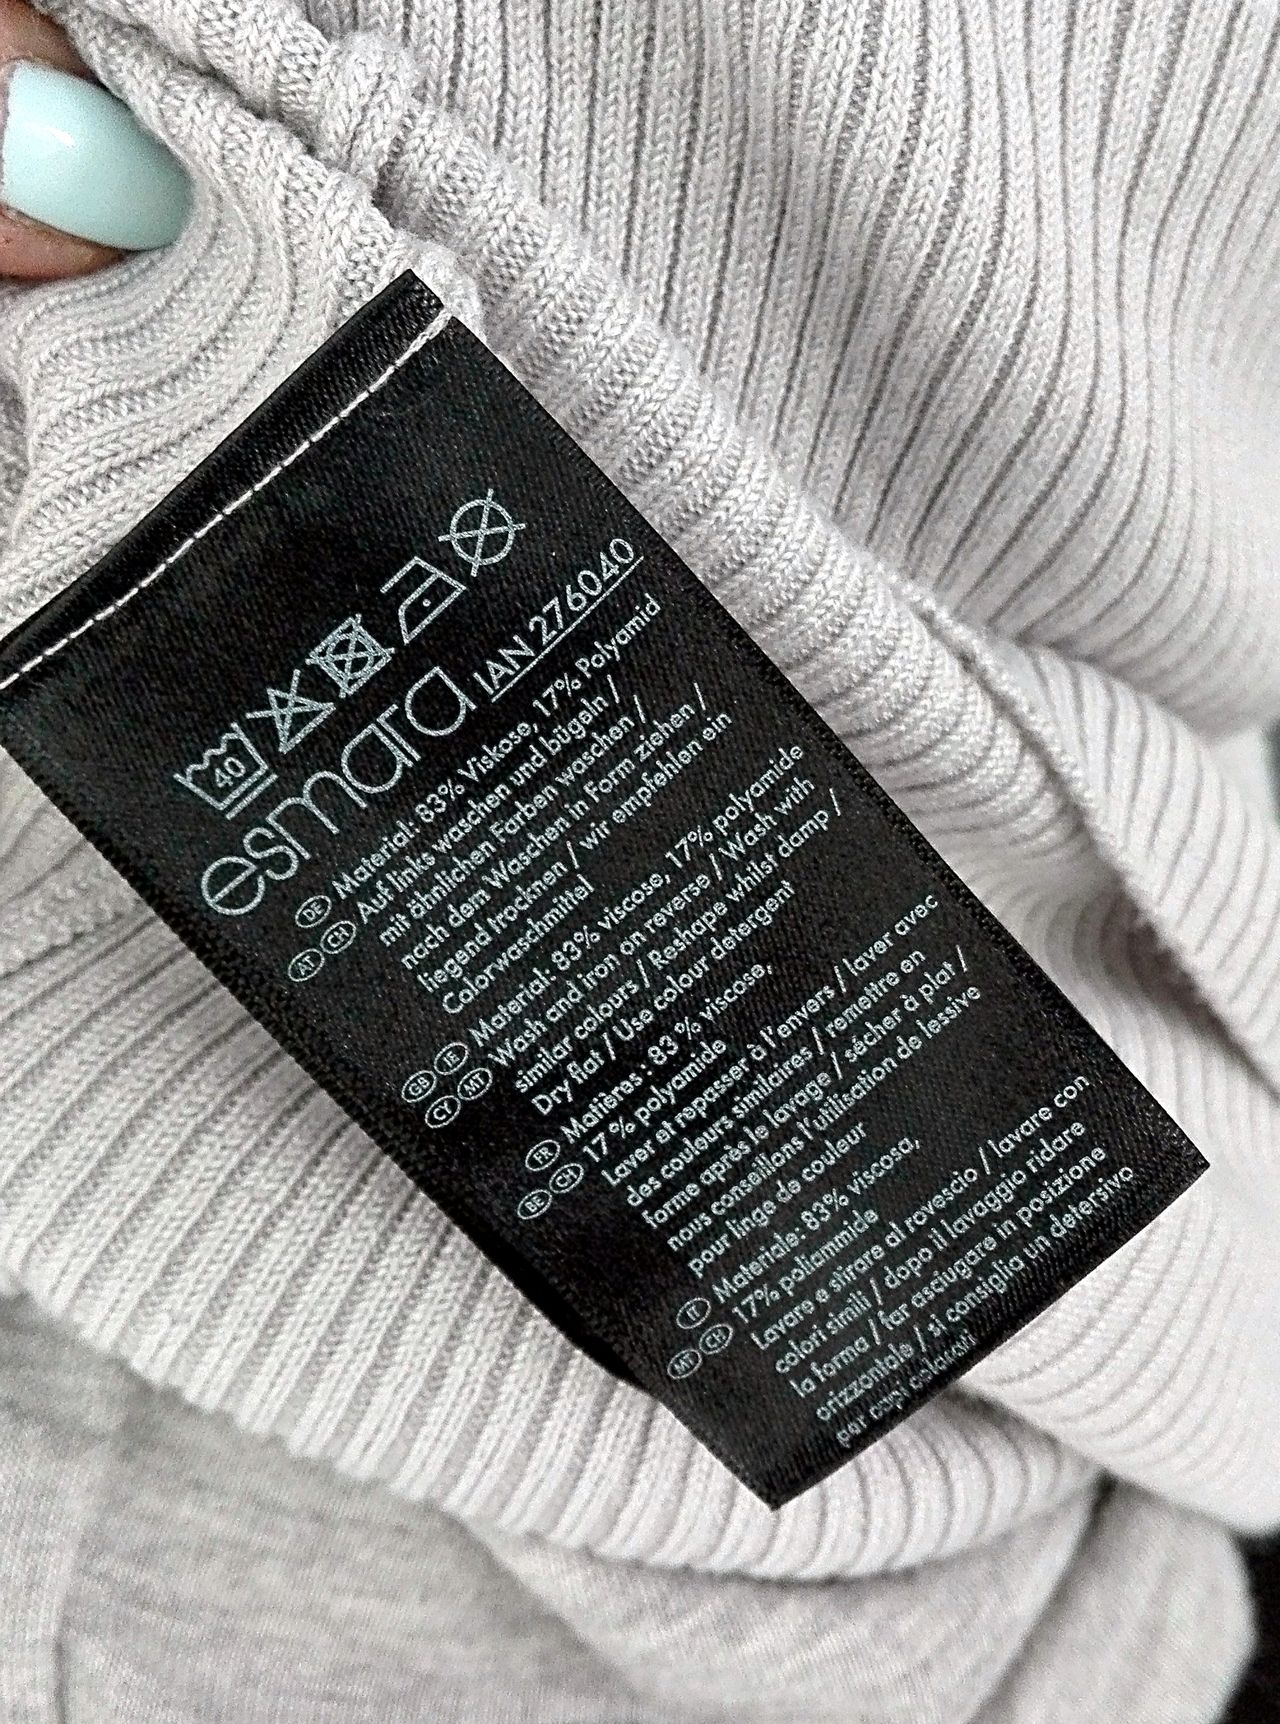 40
esmara IAN 276040
DE Material: 83% Viskose, 17% Polyamid
AT CH Auf links waschen und bügeln /
mit ähnlichen Farben waschen /
nach dem Waschen in Form ziehen /
liegend trocknen / wir empfehlen ein
Colorwaschmittel
GB IE Material: 83% viscose, 17% polyamide
CY MT Wash and iron on reverse / Wash with
similar colours / Reshape whilst damp /
Dry flat / Use colour detergent
FR Matières : 83 % viscose,
BE CH 17 % polyamide
Laver et repasser à l'envers / laver avec
des couleurs similaires / remettre en
forme après le lavage / sécher à plat /
nous conseillons l'utilisation de lessive
pour linge de couleur
IT Materiale: 83% viscosa,
MT CH 17% poliammide
Lavare e stirare al rovescio / lavare con
colori simili / dopo il lavaggio ridare
la forma / far asciugare in posizione
orizzontale / si consiglia un detersivo
per capi colorati